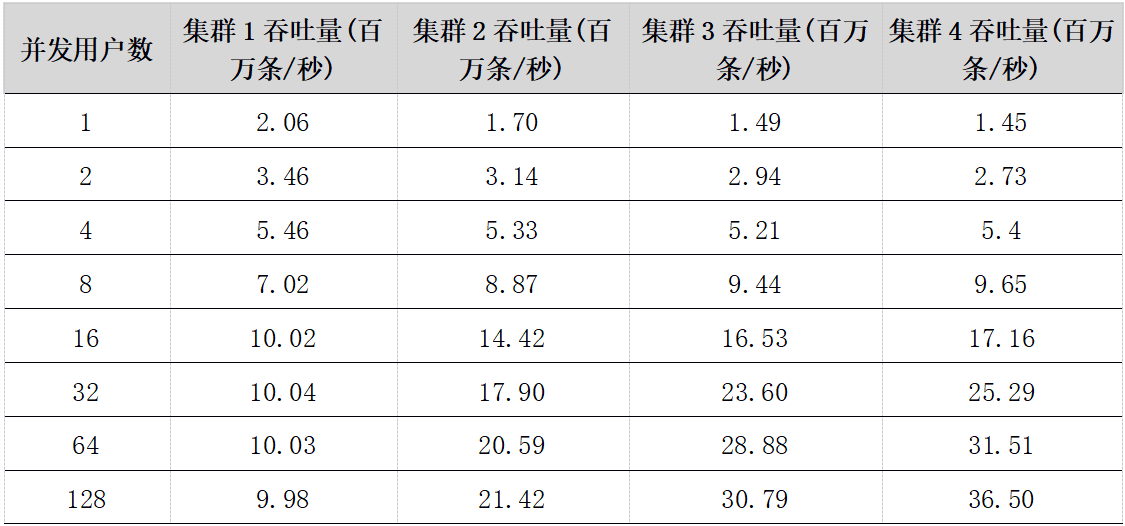 并发用户数 集群 1 吞吐量(百万条/秒) 集群 2 吞吐量(百万条/秒) 集群 3 吞吐量(百万条/秒) 集群 4 吞吐量(百万条/秒)
1 2.06 1.70 1.49 1.45
2 3.46 3.14 2.94 2.73
4 5.46 5.33 5.21 5.4
8 7.02 8.87 9.44 9.65
16 10.02 14.42 16.53 17.16
32 10.04 17.90 23.60 25.29
64 10.03 20.59 28.88 31.51
128 9.98 21.42 30.79 36.50